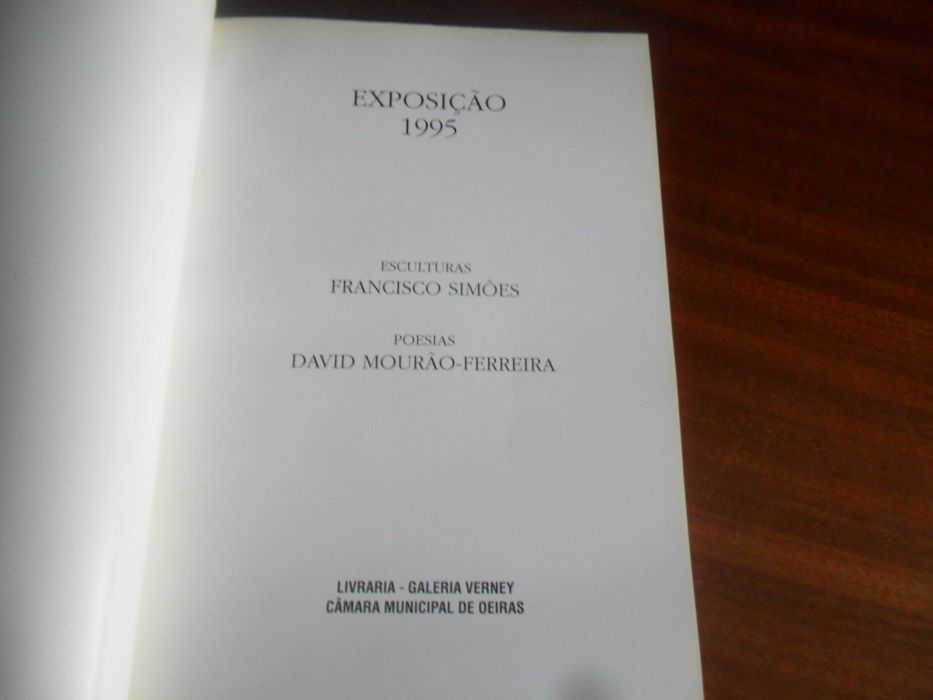 EXPOSIÇÃO
1995
ESCULTURAS
FRANCISCO SIMÕES
POESIAS
DAVID MOURÃO-FERREIRA
LIVRARIA - GALERIA VERNEY
CÂMARA MUNICIPAL DE OEIRAS